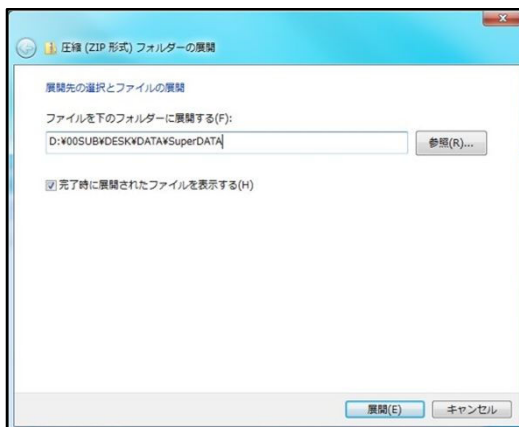 圧縮 (ZIP 形式) フォルダーの展開
展開先の選択とファイルの展開
ファイルを下のフォルダーに展開する(F):
D:¥00SUB¥DESK¥DATA¥SuperDATA
参照(R)...
完了時に展開されたファイルを表示する(H)
展開(E)
キャンセル